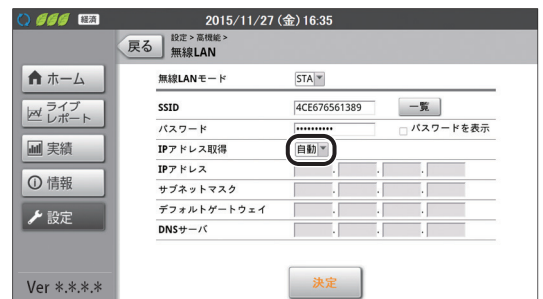 経済
2015/11/27 (金) 16:35
戻る
設定 > 高機能 >
無線LAN
ホーム
ライブ
レポート
実績
情報
設定
Ver *.*.*.*
無線LANモード STA
SSID 4CE676561389 一覧
パスワード •••••••••• パスワードを表示
IPアドレス取得 自動
IPアドレス . . .
サブネットマスク . . .
デフォルトゲートウェイ . . .
DNSサーバ . . .
決定